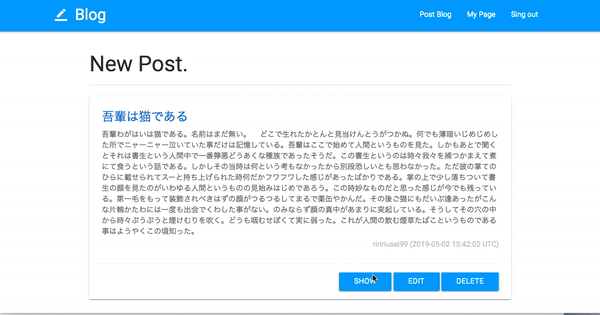 Blog
Post Blog My Page Sing out
New Post.
吾輩は猫である
吾輩わがはいは猫である。名前はまだ無い。　どこで生れたかとんと見当けんとうがつかぬ。何でも薄暗いじめじめし
た所でニャーニャー泣いていた事だけは記憶している。吾輩はここで始めて人間というものを見た。しかもあとで聞く
とそれは書生という人間中で一番獰悪どうあくな種族であったそうだ。この書生というのは時々我々を捕つかまえて煮
にて食うという話である。しかしその当時は何という考もなかったから別段恐しいとも思わなかった。ただ彼の掌ての
ひらに載せられてスーと持ち上げられた時何だかフワフワした感じがあったばかりである。掌の上で少し落ちついて書
生の顔を見たのがいわゆる人間というものの見始みはじめであろう。この時妙なものだと思った感じが今でも残ってい
る。第一毛をもって装飾されべきはずの顔がつるつるしてまるで薬缶やかんだ。その後ご猫にもだいぶ逢あったがこん
な片輪かたわには一度も出会でくわした事がない。のみならず顔の真中があまりに突起している。そうしてその穴の中
から時々ぷうぷうと煙けむりを吹く。どうも咽むせぽくて実に弱った。これが人間の飲む煙草たばこというものである
事はようやくこの頃知った。
riririusei99 (2019-05-02 15:42:02 UTC)
SHOW EDIT DELETE